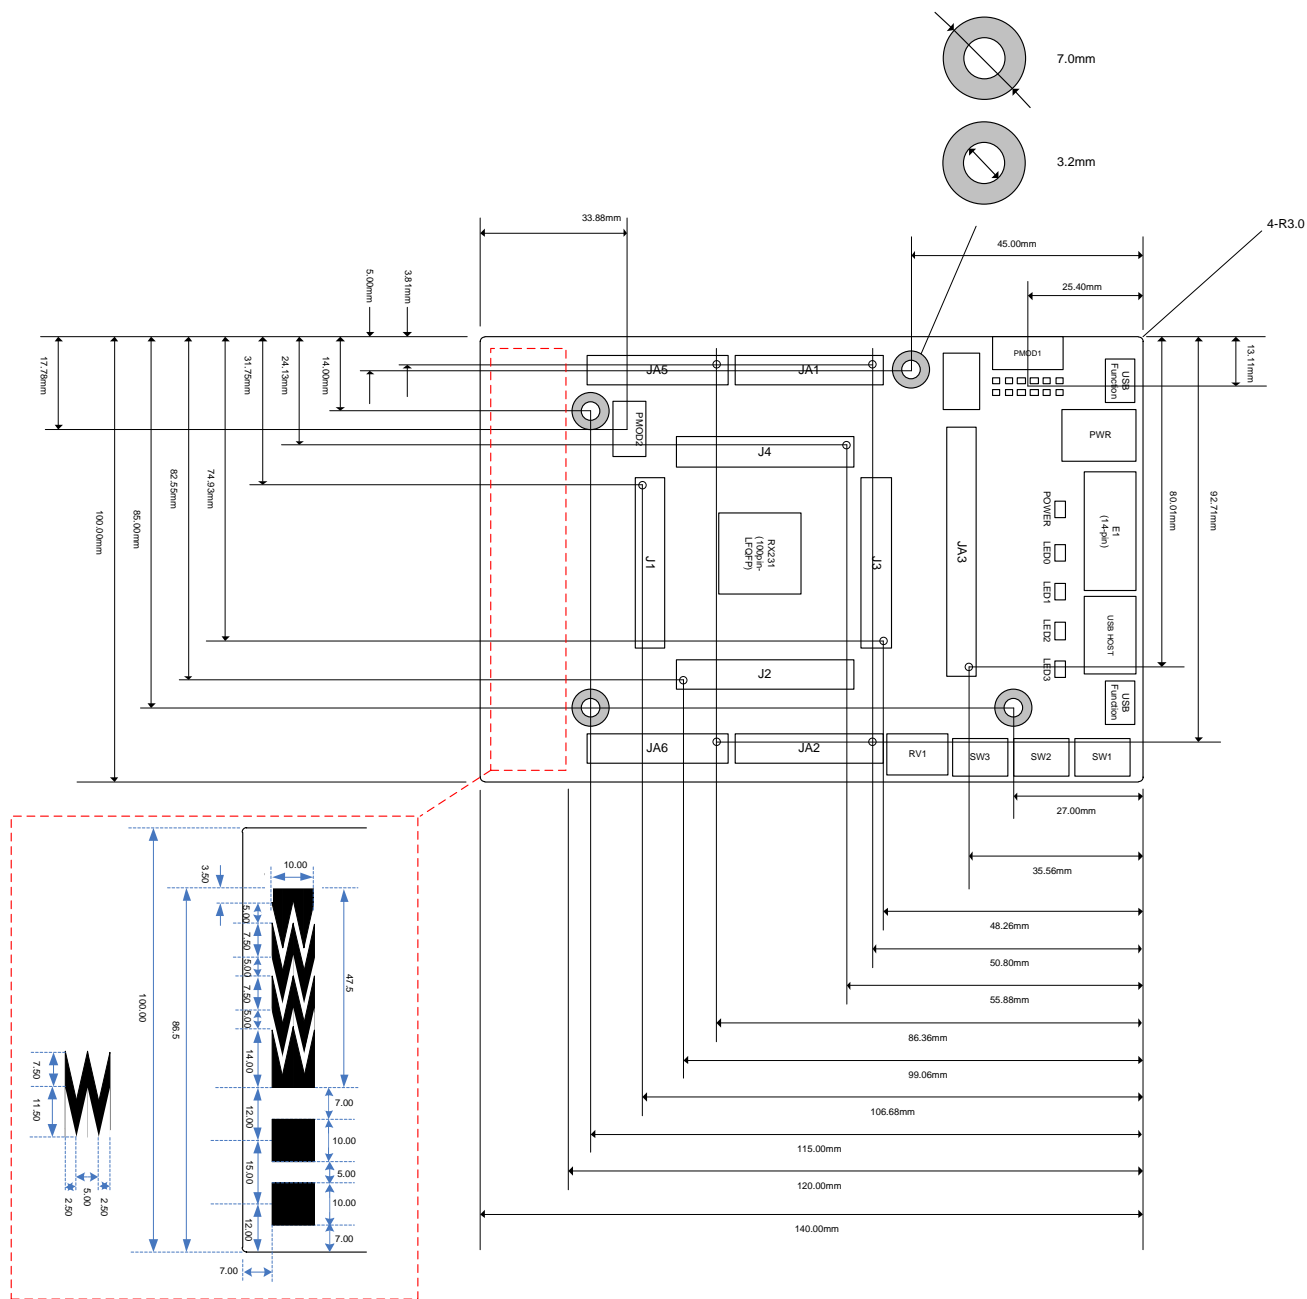 7.0mm
3.2mm
4-R3.0
33.88mm
45.00mm
25.40mm
5.00mm
3.81mm
17.78mm
31.75mm
24.13mm
14.00mm
13.11mm
82.55mm
74.93mm
100.00mm
85.00mm
80.01mm
92.71mm
JA5
JA1
PMOD1
USB
Function
PMOD2
J4
PWR
E1
(14-pin)
POWER
LED0
LED1
LED2
LED3
J1
RX231
(100pin-
LFQFP)
J3
JA3
USB HOST
J2
USB
Function
JA6
JA2
RV1
SW3
SW2
SW1
27.00mm
35.56mm
48.26mm
50.80mm
55.88mm
86.36mm
99.06mm
106.68mm
115.00mm
120.00mm
140.00mm
3.50
10.00
5.00
7.50
5.00
7.50
5.00
14.00
47.5
100.00
86.5
12.00
15.00
12.00
7.00
10.00
5.00
10.00
7.00
7.00
7.50
11.50
2.50
5.00
2.50